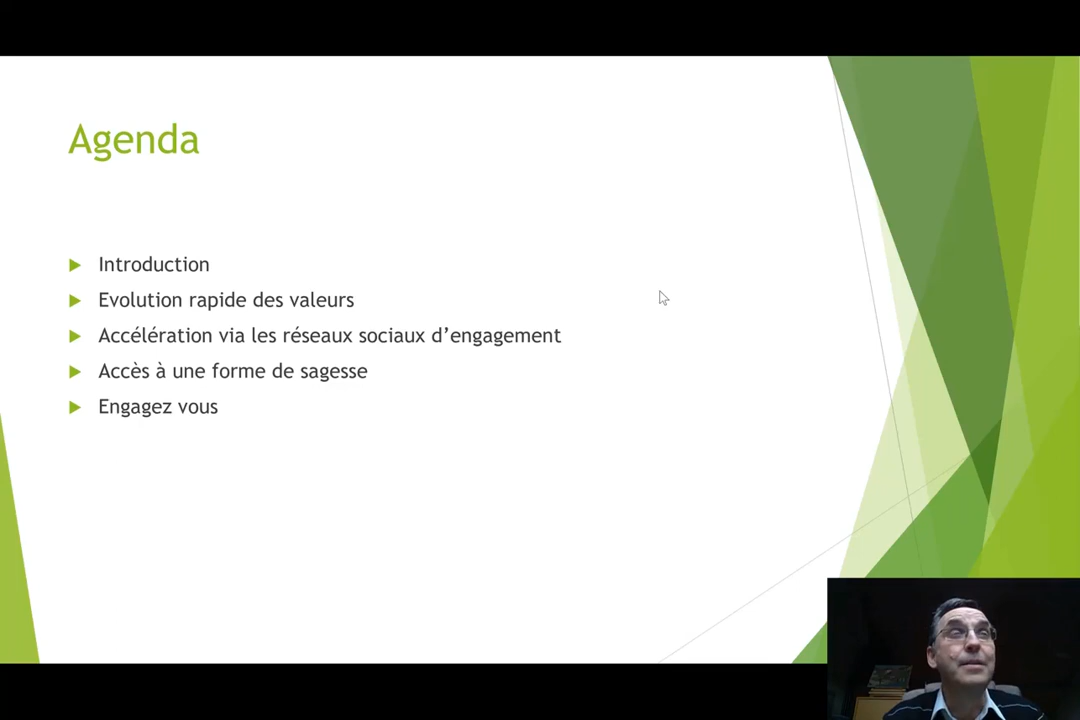 Agenda
Introduction
Evolution rapide des valeurs
Accélération via les réseaux sociaux d’engagement
Accès à une forme de sagesse
Engagez vous